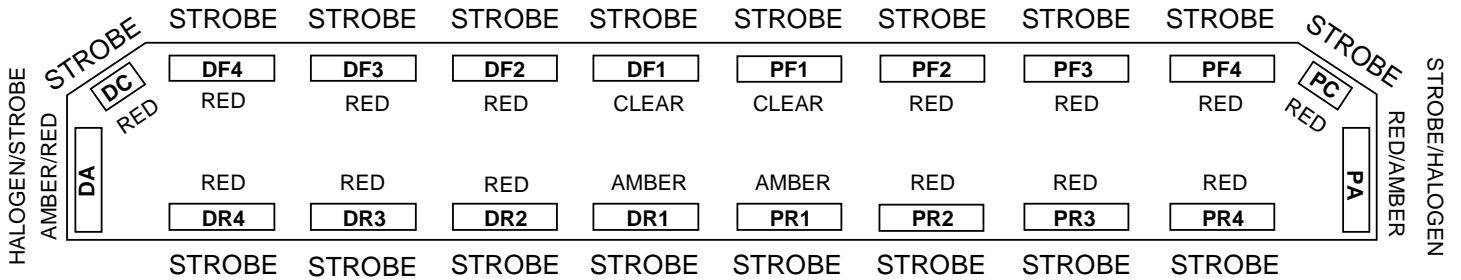 STROBE STROBE STROBE STROBE STROBE STROBE STROBE STROBE
STROBE
STROBE
DF4 DF3 DF2 DF1 PF1 PF2 PF3 PF4
DC
PC
RED RED RED CLEAR CLEAR RED RED RED
RED
RED
HALOGEN/STROBE
AMBER/RED
DA
PA
RED/AMBER
STROBE/HALOGEN
RED RED RED AMBER AMBER RED RED RED
DR4 DR3 DR2 DR1 PR1 PR2 PR3 PR4
STROBE STROBE STROBE STROBE STROBE STROBE STROBE STROBE